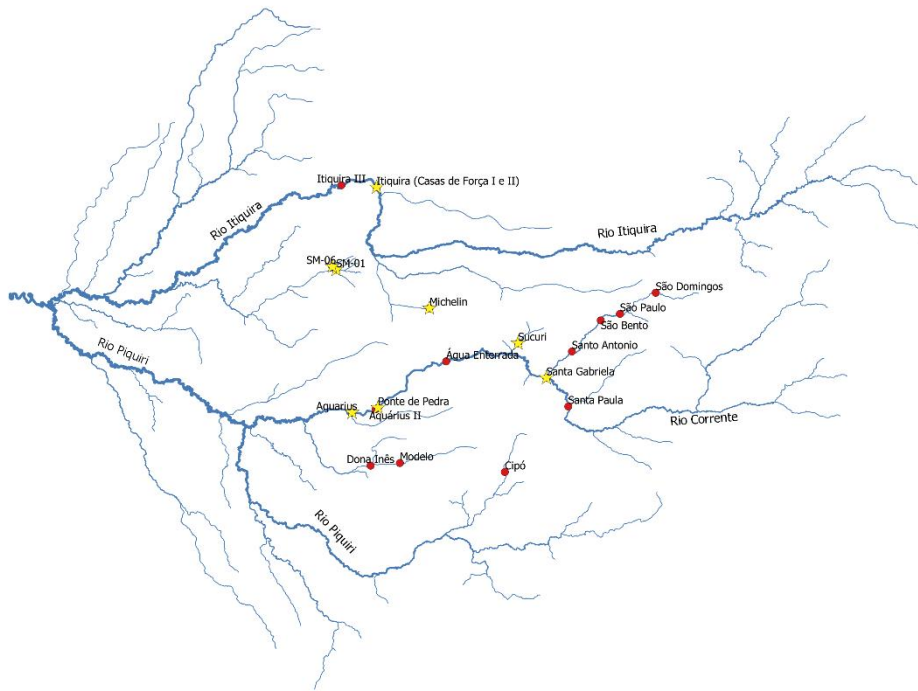 Itiquira III
Itiquira (Casas de Força I e II)
Rio Itiquira
Rio Itiquira
SM-06
SM-01
São Domingos
Michelin
São Paulo
São Bento
Rio Piquiri
Sucuri
Santo Antonio
Água Enterrada
Santa Gabriela
Aguarius
Ponte de Pedra
Aquárius II
Santa Paula
Rio Corrente
Dona Inês
Modelo
Cipó
Rio Piquiri